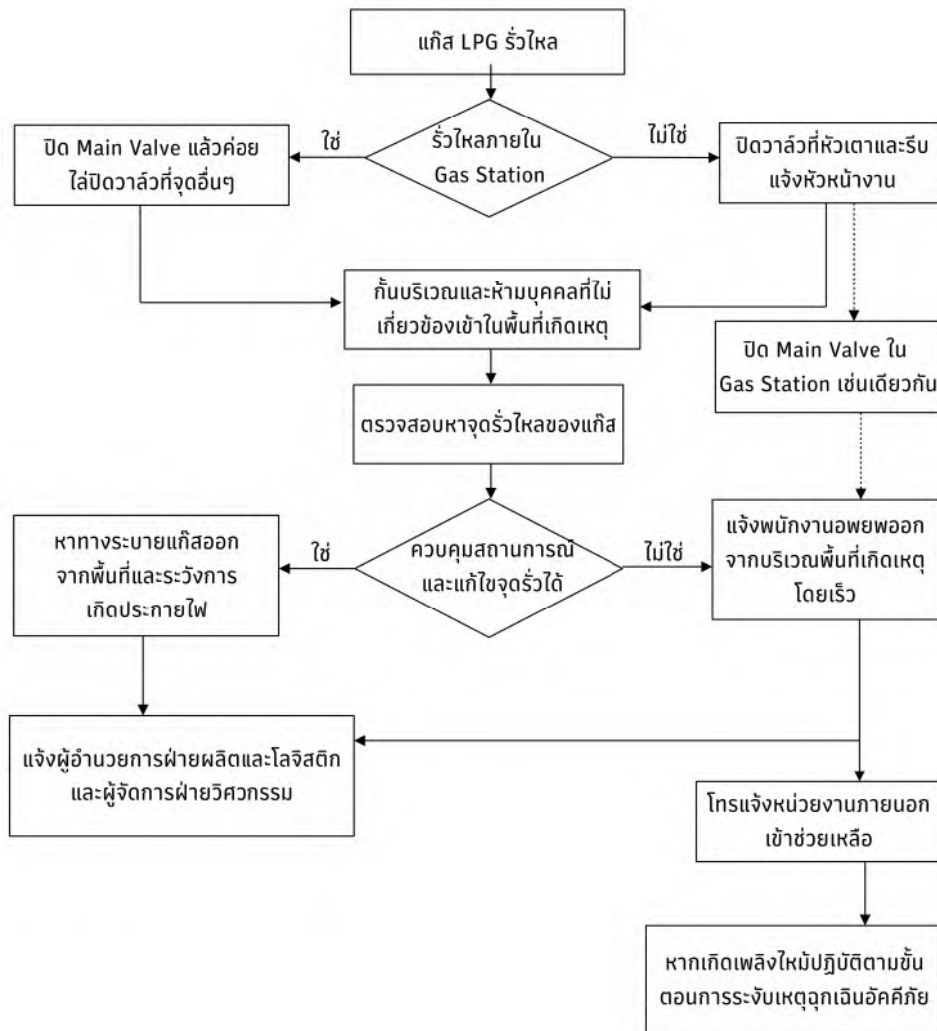 แก๊ส LPG รั่วไหล
ใช่
รั่วไหลภายใน
Gas Station
ไม่ใช่
ปิด Main Valve แล้วค่อย
ไล่ปิดวาล์วที่จุดอื่นๆ
ปิดวาล์วที่หัวเตาและรีบ
แจ้งหัวหน้างาน
กั้นบริเวณและห้ามบุคคลที่ไม่
เกี่ยวข้องเข้าในพื้นที่เกิดเหตุ
ปิด Main Valve ใน
Gas Station เช่นเดียวกัน
ตรวจสอบหาจุดรั่วไหลของแก๊ส
หาทางระบายแก๊สออก
จากพื้นที่และระวังการ
เกิดประกายไฟ
ใช่
ควบคุมสถานการณ์
และแก้ไขจุดรั่วได้
ไม่ใช่
แจ้งพนักงานอพยพออก
จากบริเวณพื้นที่เกิดเหตุ
โดยเร็ว
แจ้งผู้อำนวยการฝ่ายผลิตและโลจิสติก
และผู้จัดการฝ่ายวิศวกรรม
โทรแจ้งหน่วยงานภายนอก
เข้าช่วยเหลือ
หากเกิดเพลิงไหม้ปฏิบัติตามขั้น
ตอนการระงับเหตุฉุกเฉินอัคคีภัย